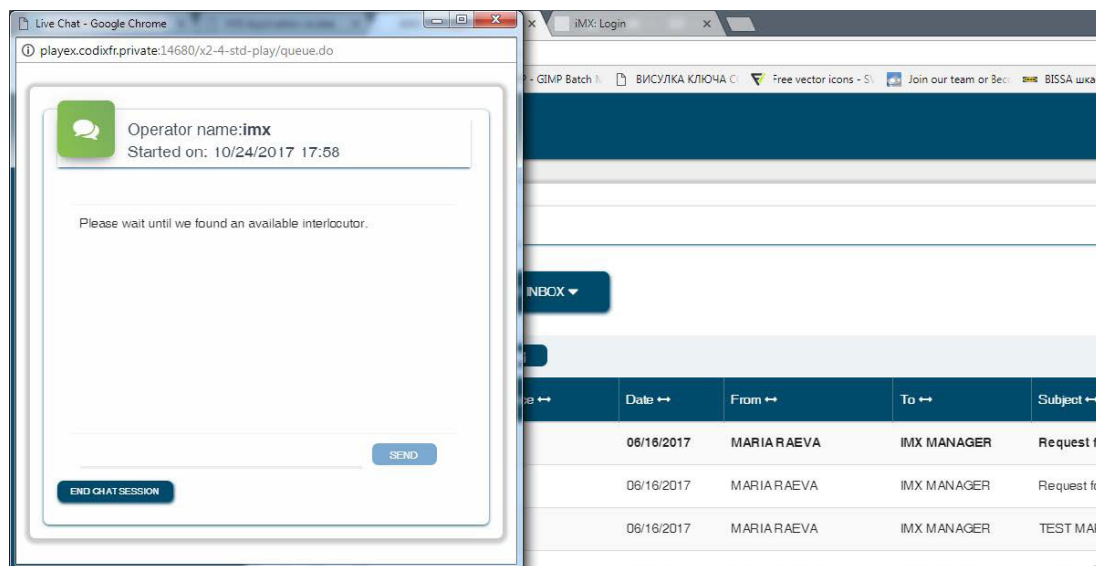 Live Chat - Google Chrome
iMX: Login
playex.codixfr.private:14680/x2-4-std-play/queue.do
- GIMP Batch
ВИСУЛКА КЛЮЧА
Free vector icons - SV
Join our team or Bec
BISSA шка
Operator name:imx
Started on: 10/24/2017 17:58
Please wait until we found an available interlocutor.
SEND
END CHAT SESSION
INBOX
Date From To Subject
06/16/2017 MARIA RAEVA IMX MANAGER Request f
06/16/2017 MARIA RAEVA IMX MANAGER Request fo
06/16/2017 MARIA RAEVA IMX MANAGER TEST MA